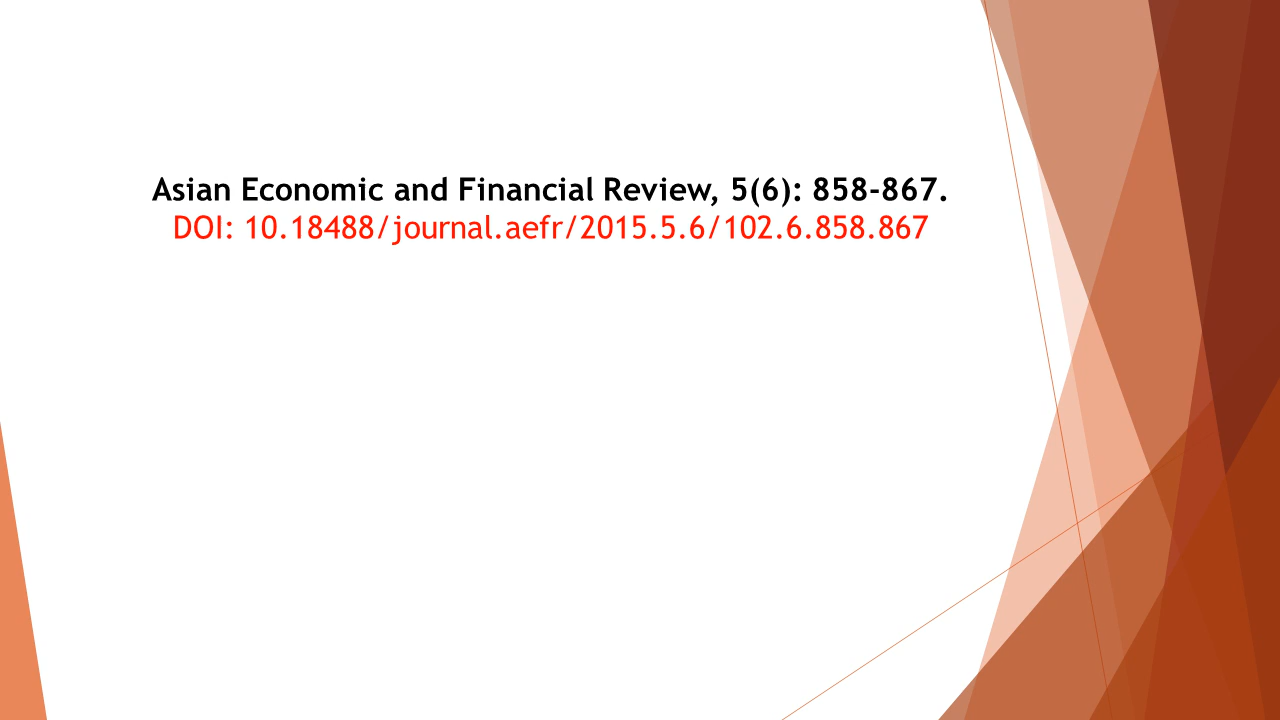 Asian Economic and Financial Review, 5(6): 858-867.
DOI: 10.18488/journal.aefr/2015.5.6/102.6.858.867